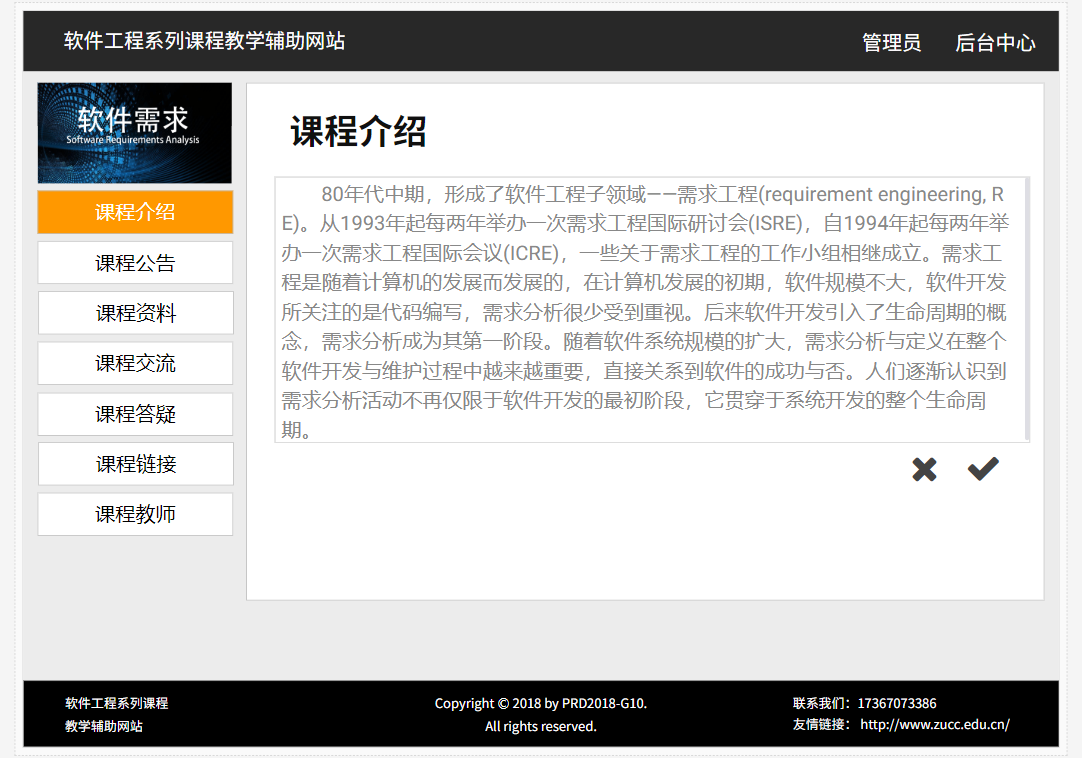 软件工程系列课程教学辅助网站
管理员
后台中心
软件需求
Software Requirements Analysis
课程介绍
课程公告
课程资料
课程交流
课程答疑
课程链接
课程教师
课程介绍
80年代中期，形成了软件工程子领域——需求工程(requirement engineering, R
E)。从1993年起每两年举办一次需求工程国际研讨会(ISRE)，自1994年起每两年举
办一次需求工程国际会议(ICRE)，一些关于需求工程的工作小组相继成立。需求工
程是随着计算机的发展而发展的，在计算机发展的初期，软件规模不大，软件开发
所关注的是代码编写，需求分析很少受到重视。后来软件开发引入了生命周期的概
念，需求分析成为其第一阶段。随着软件系统规模的扩大，需求分析与定义在整个
软件开发与维护过程中越来越重要，直接关系到软件的成功与否。人们逐渐认识到
需求分析活动不再仅限于软件开发的最初阶段，它贯穿于系统开发的整个生命周
期。
软件工程系列课程
教学辅助网站
Copyright © 2018 by PRD2018-G10.
All rights reserved.
联系我们：17367073386
友情链接： http://www.zucc.edu.cn/